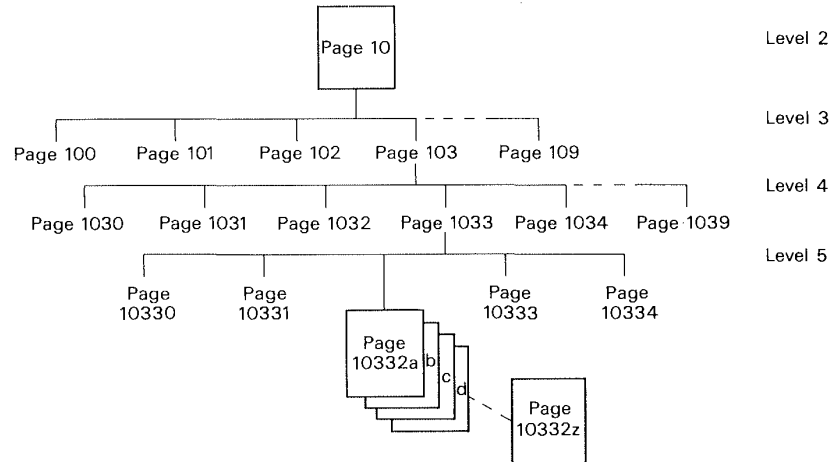 Page 10
Level 2
Level 3
Page 100 Page 101 Page 102 Page 103 Page 109
Level 4
Page 1030 Page 1031 Page 1032 Page 1033 Page 1034 Page 1039
Level 5
Page
10330
Page
10331
Page
10333
Page
10334
Page
10332a
b
c
d
Page
10332z